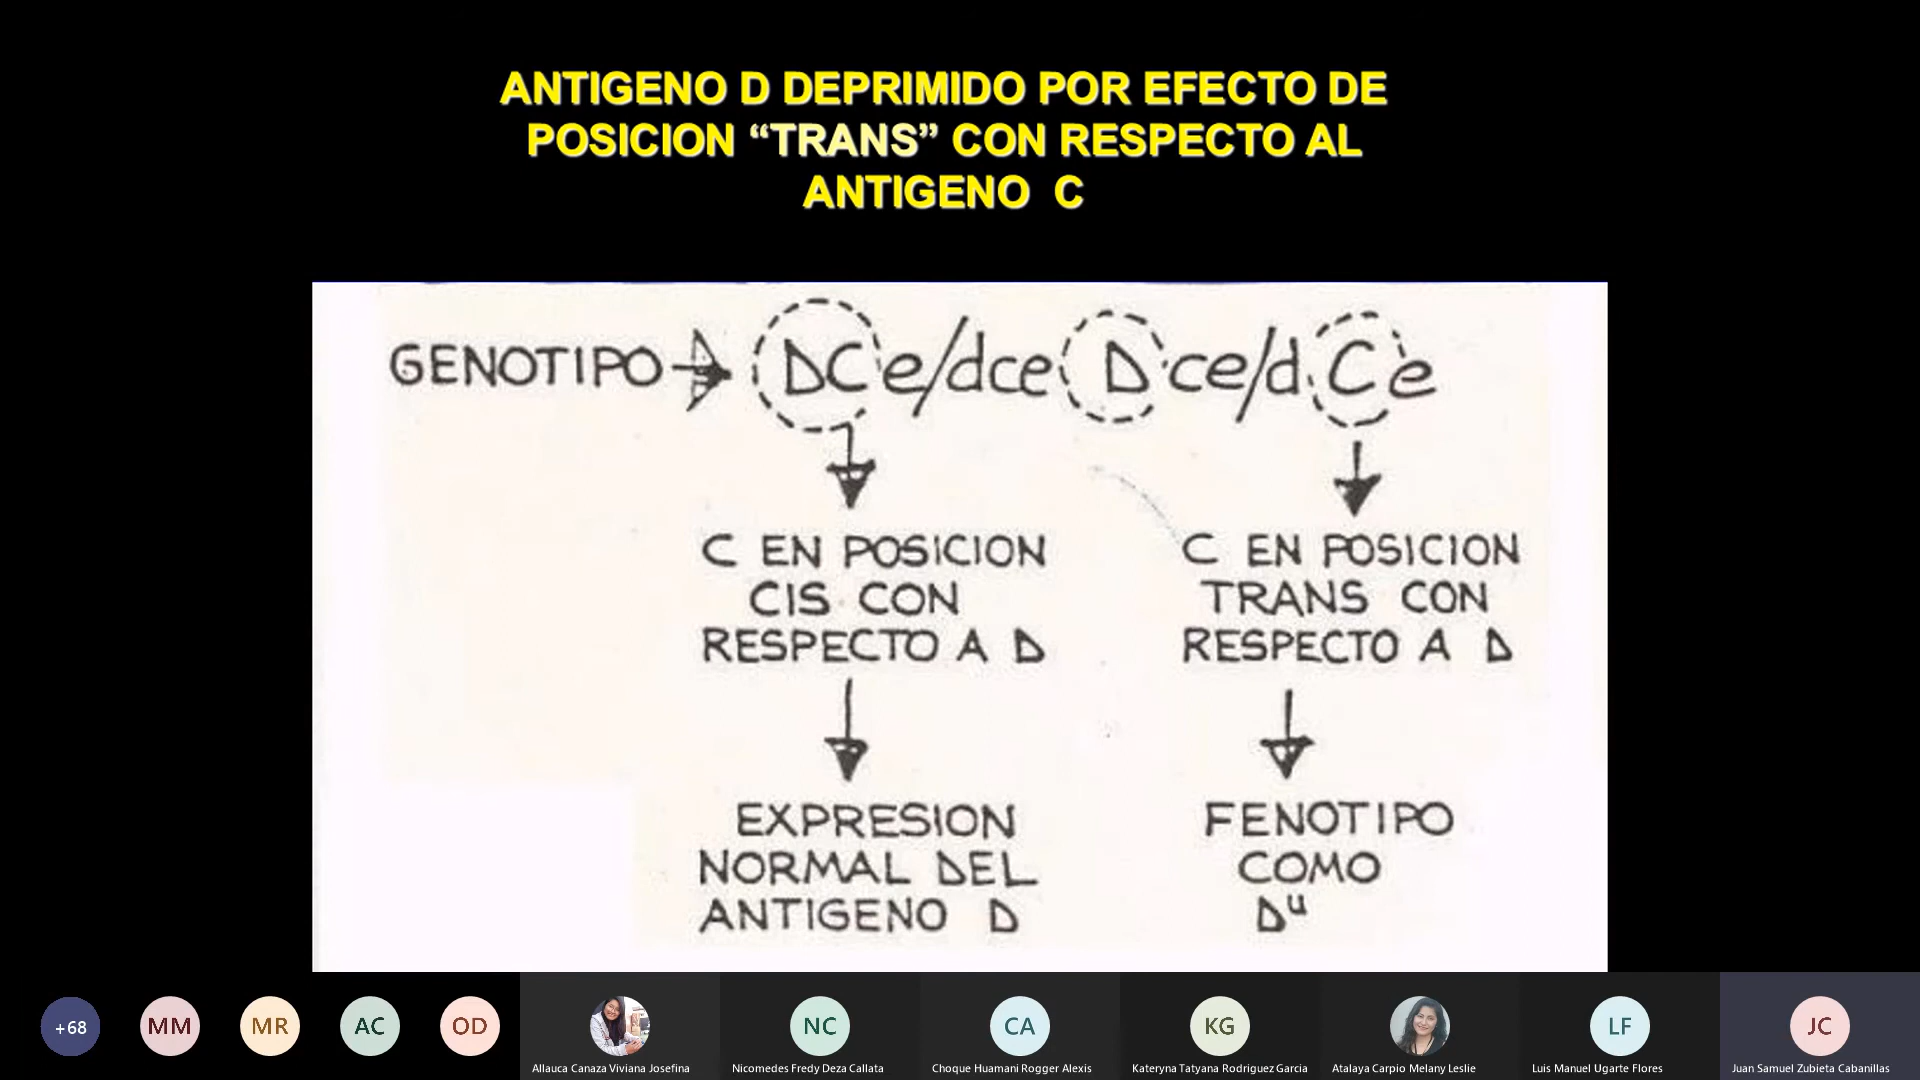 ANTIGENO D DEPRIMIDO POR EFECTO DE
POSICION “TRANS” CON RESPECTO AL
ANTIGENO C
GENOTIPO DCe/dce Dce/dCe
C EN POSICION
CIS CON
RESPECTO A D
C EN POSICION
TRANS CON
RESPECTO A D
EXPRESION
NORMAL DEL
ANTIGENO D
FENOTIPO
COMO
Dᵘ
+68
MM
MR
AC
OD
Allauca Canaza Viviana Josefina
NC
Nicomedes Fredy Deza Callata
CA
Choque Huamani Rogger Alexis
KG
Kateryna Tatyana Rodriguez Garcia
Atalaya Carpio Melany Leslie
LF
Luis Manuel Ugarte Flores
JC
Juan Samuel Zubieta Cabanillas